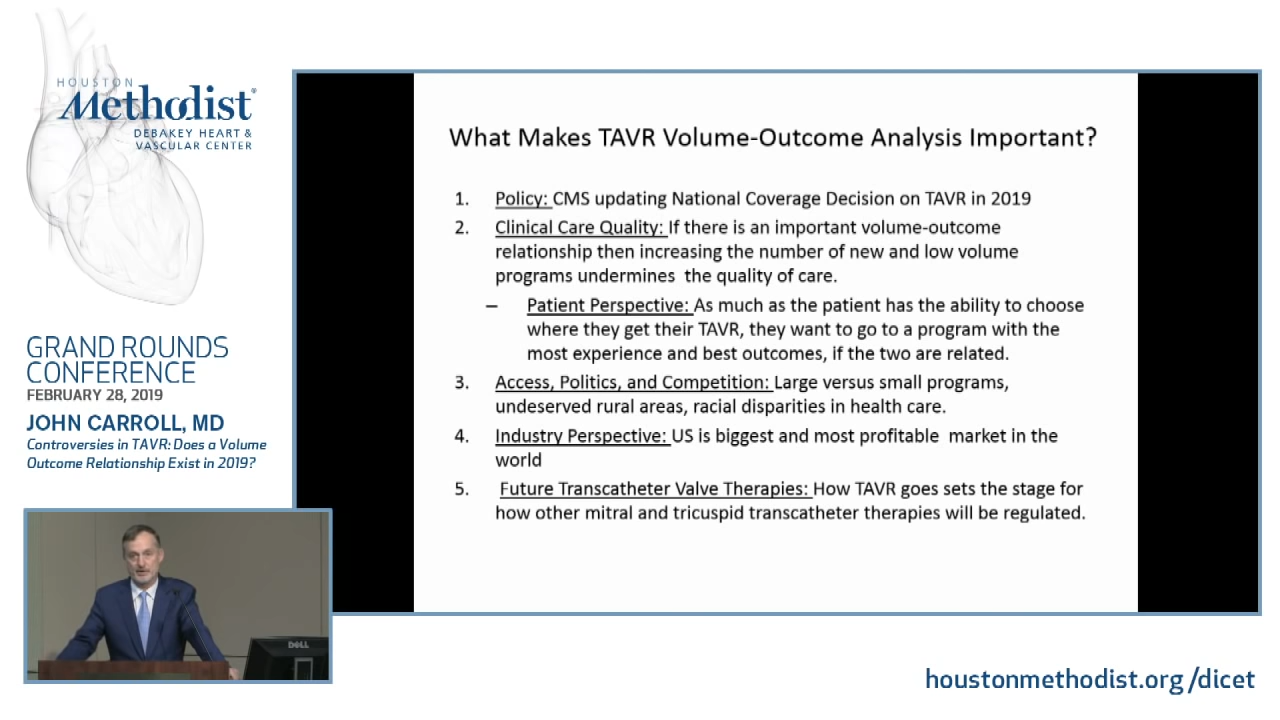 HOUSTON
Methodist®
DEBAKEY HEART &
VASCULAR CENTER
GRAND ROUNDS
CONFERENCE
FEBRUARY 28, 2019
JOHN CARROLL, MD
Controversies in TAVR: Does a Volume
Outcome Relationship Exist in 2019?
What Makes TAVR Volume-Outcome Analysis Important?
1. Policy: CMS updating National Coverage Decision on TAVR in 2019
2. Clinical Care Quality: If there is an important volume-outcome
relationship then increasing the number of new and low volume
programs undermines the quality of care.
– Patient Perspective: As much as the patient has the ability to choose
where they get their TAVR, they want to go to a program with the
most experience and best outcomes, if the two are related.
3. Access, Politics, and Competition: Large versus small programs,
undeserved rural areas, racial disparities in health care.
4. Industry Perspective: US is biggest and most profitable market in the
world
5. Future Transcatheter Valve Therapies: How TAVR goes sets the stage for
how other mitral and tricuspid transcatheter therapies will be regulated.
DELL
houstonmethodist.org/dicet